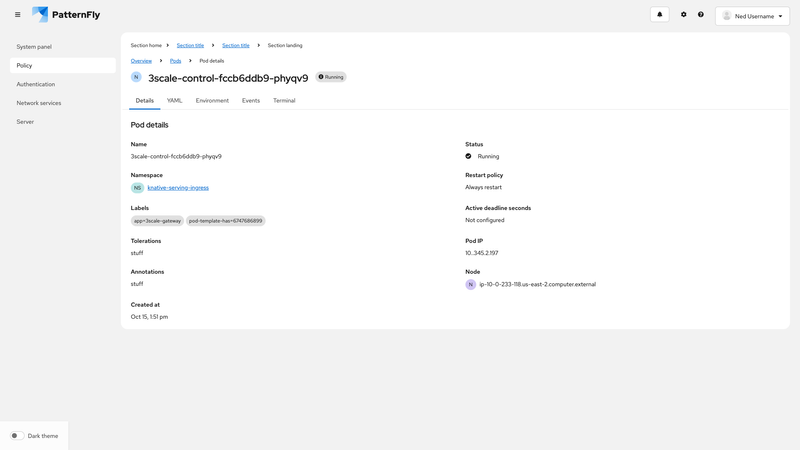 PatternFly
Ned Username
System panel
Policy
Authentication
Network services
Server
Section home Section title Section title Section landing
Overview Pods Pod details
N 3scale-control-fccb6ddb9-phyqv9 Running
Details YAML Environment Events Terminal
Pod details
Name
3scale-control-fccb6ddb9-phyqv9
Namespace
NS knative-serving-ingress
Labels
app=3scale-gateway pod-template-has=6747686899
Tolerations
stuff
Annotations
stuff
Created at
Oct 15, 1:51 pm
Status
Running
Restart policy
Always restart
Active deadline seconds
Not configured
Pod IP
10..345.2.197
Node
N ip-10-0-233-118.us-east-2.computer.external
Dark theme